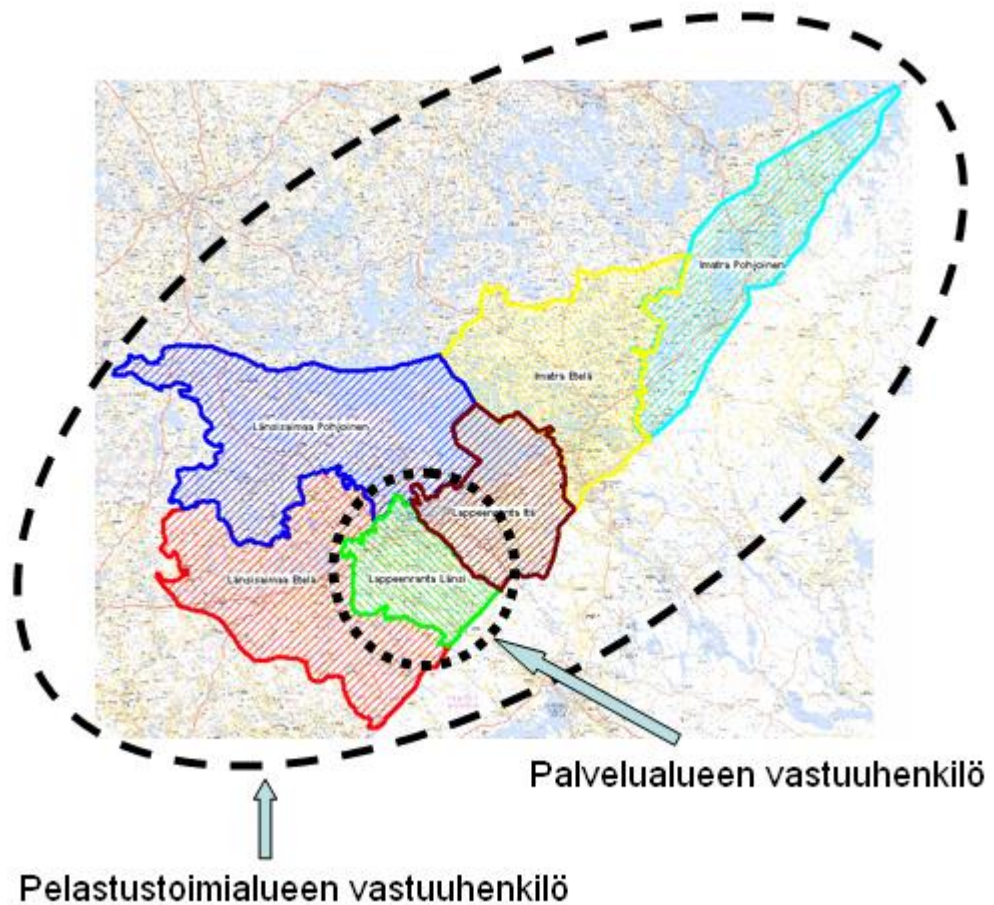 Imatra Pohjoinen
Imatra Etelä
Länsisaimaa Pohjoinen
Lappeenranta Itä
Länsisaimaa Etelä
Lappeenranta Länsi
Palvelualueen vastuuhenkilö
Pelastustoimialueen vastuuhenkilö